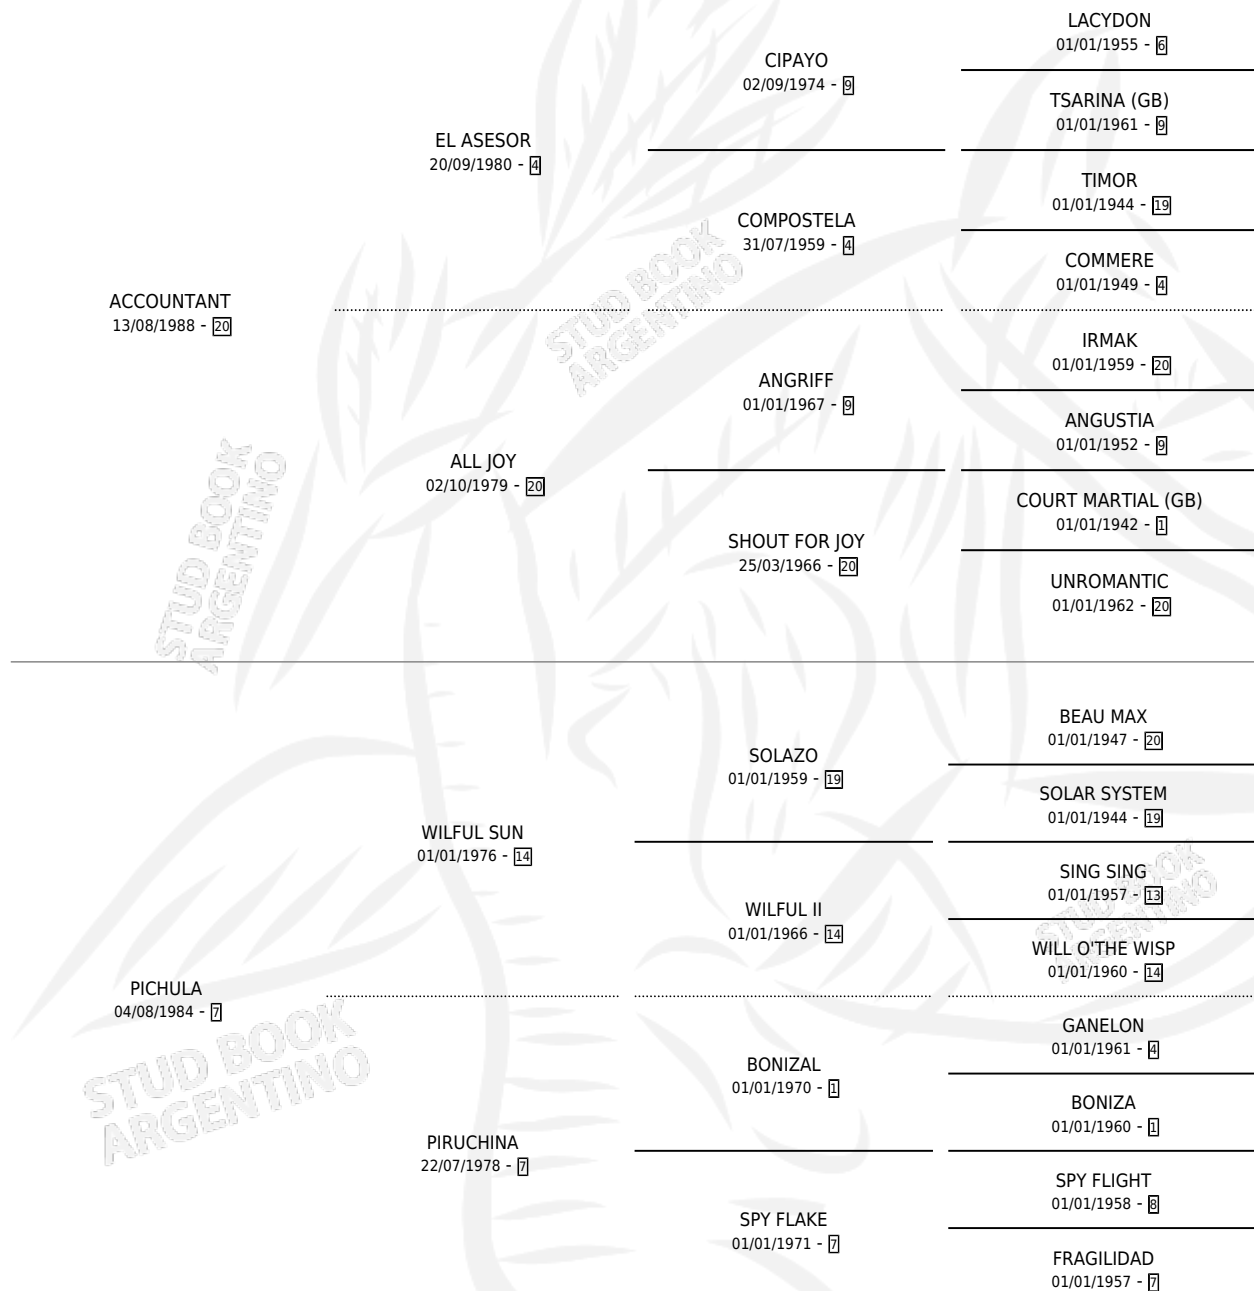 LACYDON
01/01/1955 - 6
CIPAYO
02/09/1974 - 9
TSARINA (GB)
01/01/1961 - 9
EL ASESOR
20/09/1980 - 4
TIMOR
01/01/1944 - 19
COMPOSTELA
31/07/1959 - 4
COMMERE
01/01/1949 - 4
ACCOUNTANT
13/08/1988 - 20
IRMAK
01/01/1959 - 20
ANGRIFF
01/01/1967 - 9
ANGUSTIA
01/01/1952 - 9
ALL JOY
02/10/1979 - 20
COURT MARTIAL (GB)
01/01/1942 - 1
SHOUT FOR JOY
25/03/1966 - 20
UNROMANTIC
01/01/1962 - 20
BEAU MAX
01/01/1947 - 20
SOLAZO
01/01/1959 - 19
SOLAR SYSTEM
01/01/1944 - 19
WILFUL SUN
01/01/1976 - 14
SING SING
01/01/1957 - 13
WILFUL II
01/01/1966 - 14
WILL O'THE WISP
01/01/1960 - 14
PICHULA
04/08/1984 - 7
GANELON
01/01/1961 - 4
BONIZAL
01/01/1970 - 1
BONIZA
01/01/1960 - 1
PIRUCHINA
22/07/1978 - 7
SPY FLIGHT
01/01/1958 - 8
SPY FLAKE
01/01/1971 - 7
FRAGILIDAD
01/01/1957 - 7
STUD BOOK
ARGENTINO
STUD BOOK
ARGENTINO
STUD BOOK
ARGENTINO
STUD BOOK
ARGENTINO